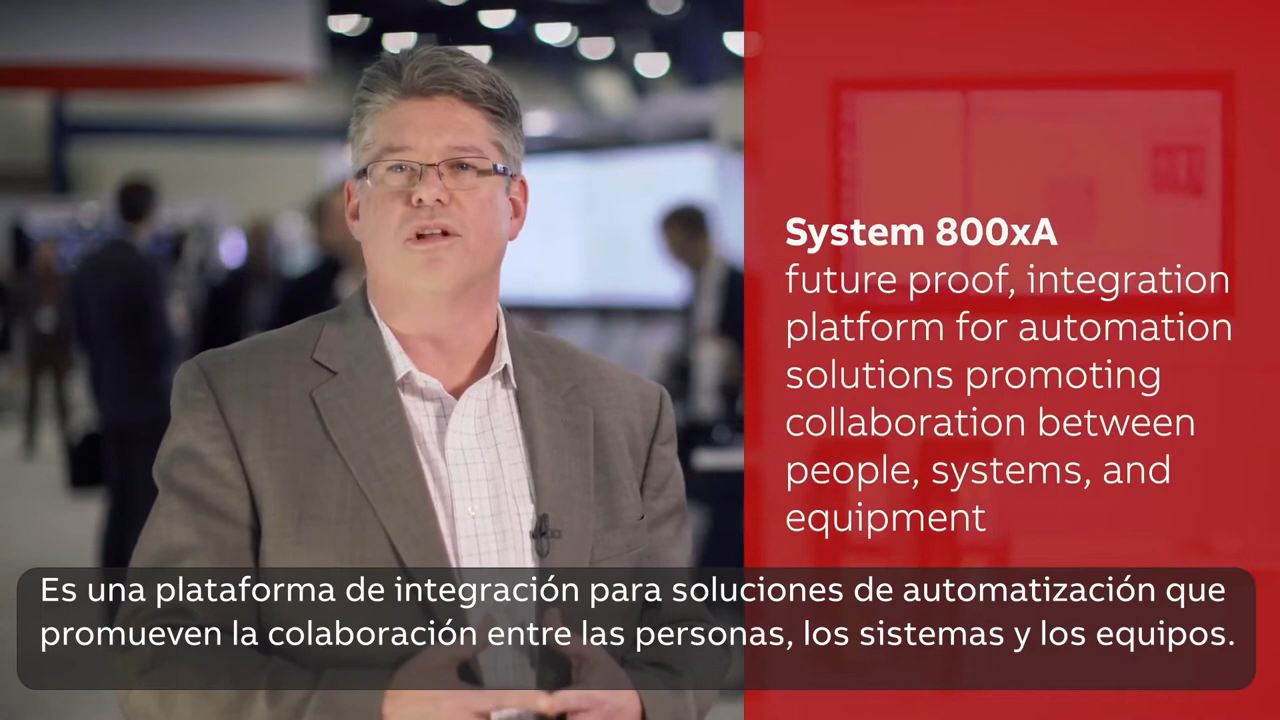 System 800xA
future proof, integration
platform for automation
solutions promoting
collaboration between
people, systems, and
equipment
Es una plataforma de integración para soluciones de automatización que
promueven la colaboración entre las personas, los sistemas y los equipos.